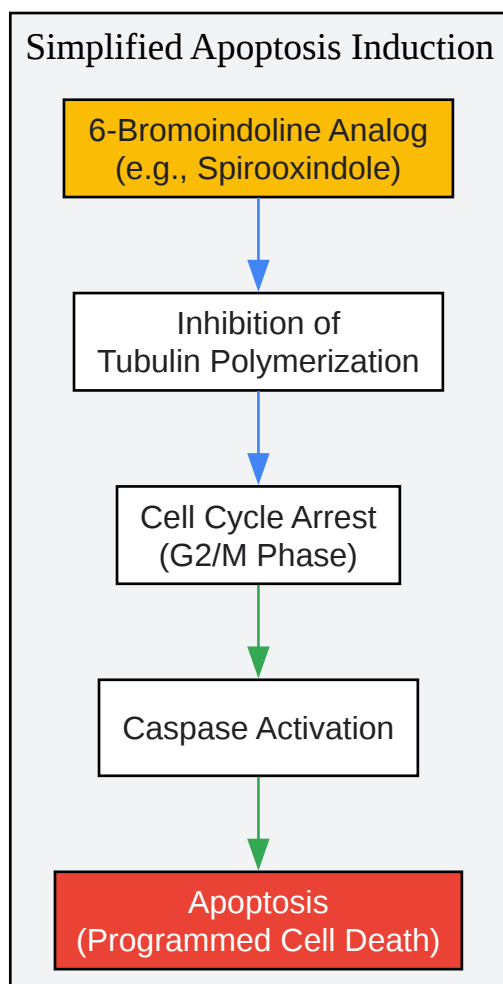 Simplified Apoptosis Induction
6-Bromoindoline Analog
(e.g., Spirooxindole)
Inhibition of
Tubulin Polymerization
Cell Cycle Arrest
(G2/M Phase)
Caspase Activation
Apoptosis
(Programmed Cell Death)